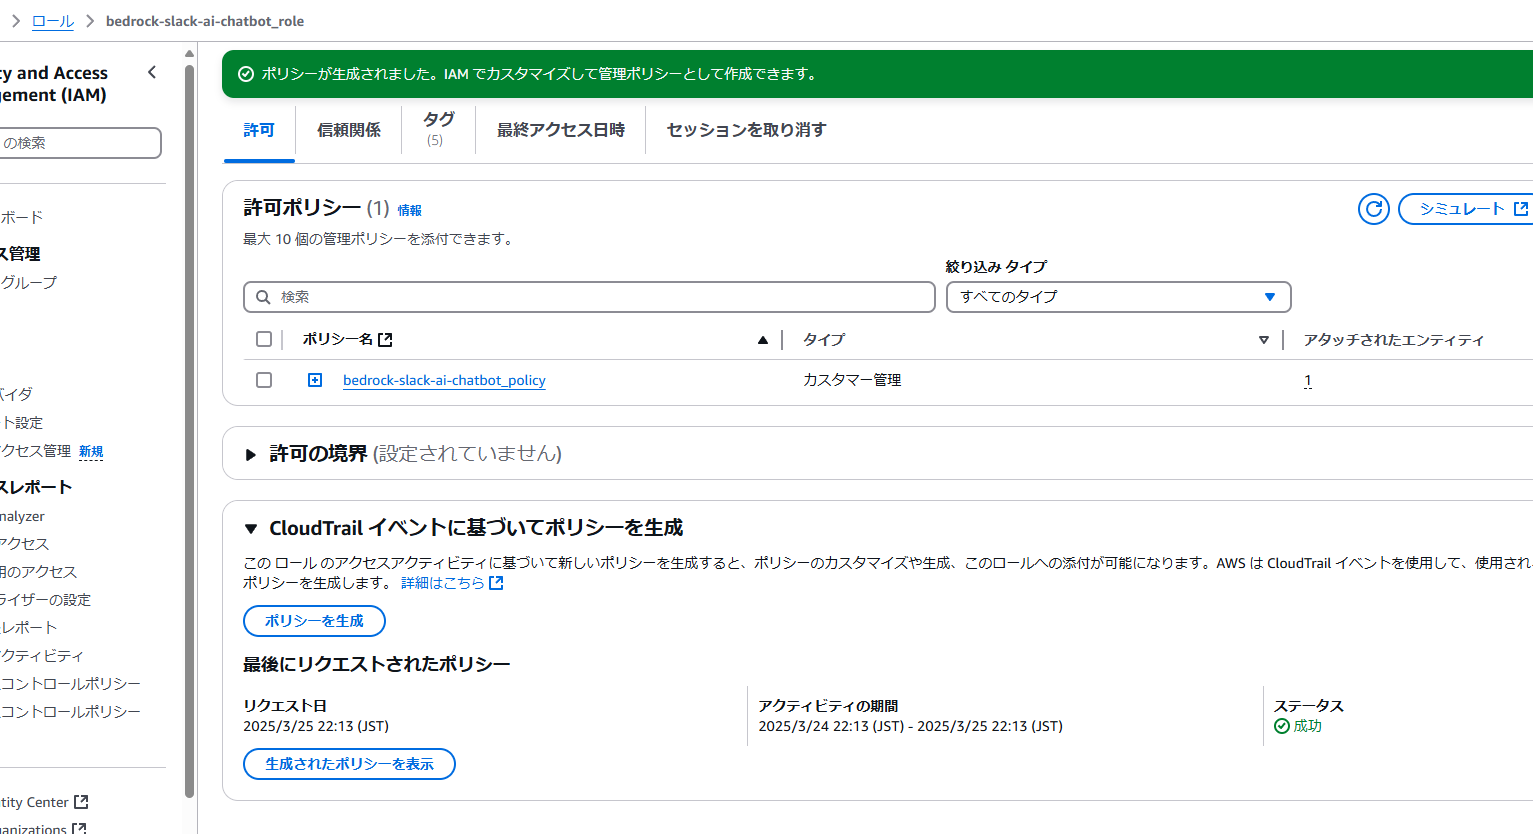 ロール
bedrock-slack-ai-chatbot_role
ty and Access
gement (IAM)
の検索
ボード
ス管理
グループ
バイダ
ト設定
アクセス管理 新規
スレポート
nalyzer
アクセス
用のアクセス
ライザーの設定
レポート
アクティビティ
コントロールポリシー
コントロールポリシー
tity Center
ganizations
ポリシーが生成されました。IAM でカスタマイズして管理ポリシーとして作成できます。
許可
信頼関係
タグ
(5)
最終アクセス日時
セッションを取り消す
許可ポリシー (1) 情報
シミュレート
最大 10 個の管理ポリシーを添付できます。
絞り込み タイプ
検索
すべてのタイプ
ポリシー名
タイプ
アタッチされたエンティティ
bedrock-slack-ai-chatbot_policy
カスタマー管理
1
許可の境界 (設定されていません)
CloudTrail イベントに基づいてポリシーを生成
この ロール のアクセスアクティビティに基づいて新しいポリシーを生成すると、ポリシーのカスタマイズや生成、このロールへの添付が可能になります。AWS は CloudTrail イベントを使用して、使用され
ポリシーを生成します。 詳細はこちら
ポリシーを生成
最後にリクエストされたポリシー
リクエスト日
2025/3/25 22:13 (JST)
アクティビティの期間
2025/3/24 22:13 (JST) - 2025/3/25 22:13 (JST)
ステータス
成功
生成されたポリシーを表示